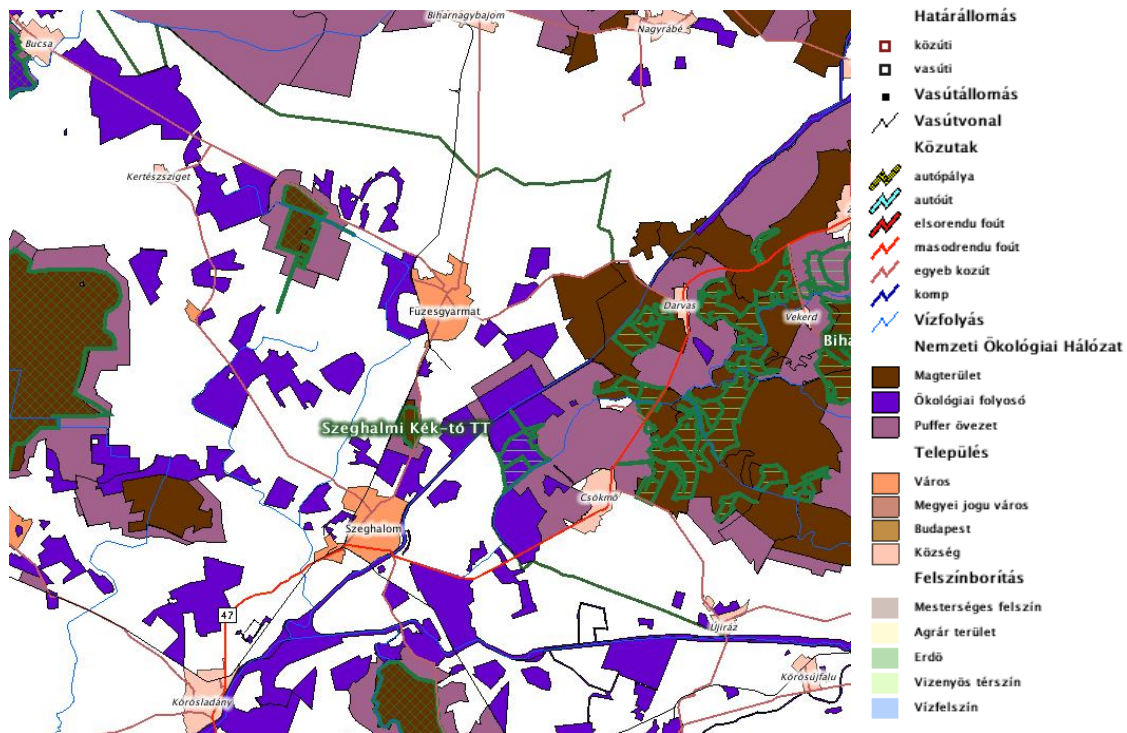 Biharnagybajom
Nagyrábé
Bucsa
Kertészsziget
Füzesgyarmat
Darvas
Vekerd
Biha
Szeghalmi Kék-tó TT
Csökmő
Szeghalom
47
Újiráz
Körösladány
Körösújfalu
Határállomás
közúti
vasúti
Vasútállomás
Vasútvonal
Közutak
autópálya
autóút
elsorendu foút
masodrendu foút
egyeb kozút
komp
Vízfolyás
Nemzeti Ökológiai Hálózat
Magterület
Ökológiai folyosó
Puffer övezet
Település
Város
Megyei jogu város
Budapest
Község
Felszínborítás
Mesterséges felszín
Agrár terület
Erdö
Vizenyös térszín
Vízfelszín